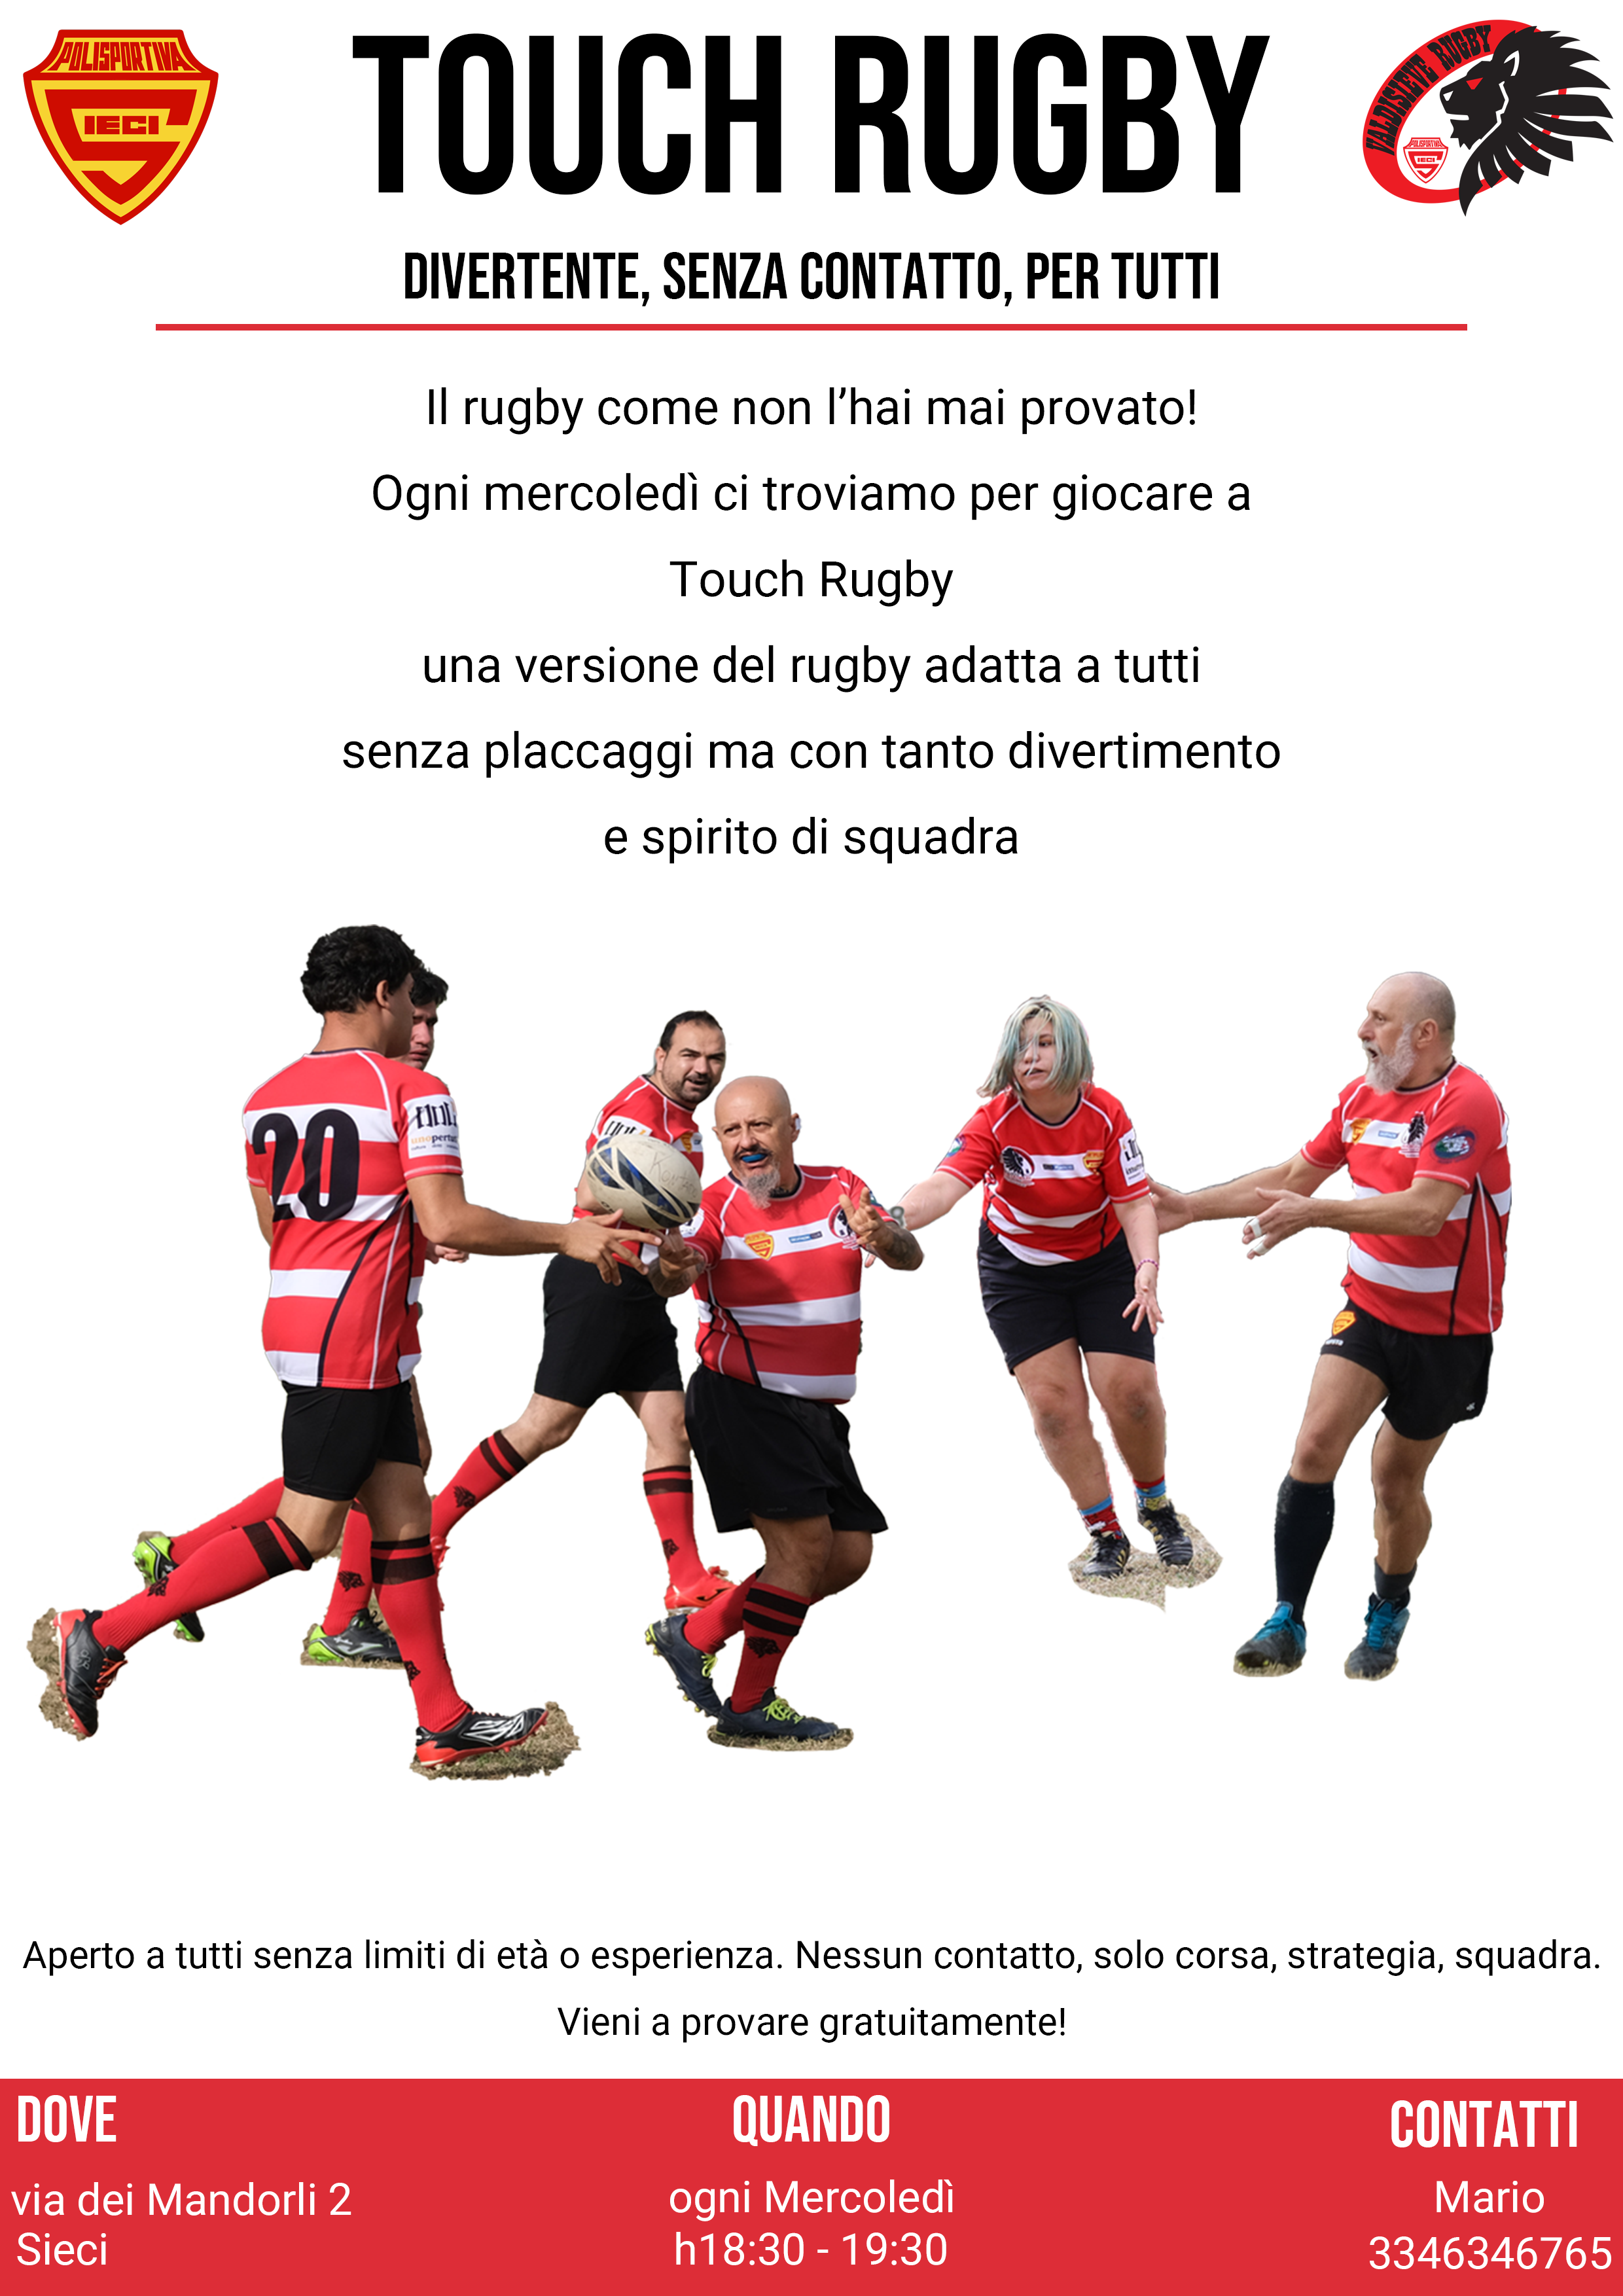 POLISPORTIVA
SIECI
TOUCH RUGBY
VALDISIEVE RUGBY
POLISPORTIVA
SIECI
DIVERTENTE, SENZA CONTATTO, PER TUTTI
Il rugby come non l’hai mai provato!
Ogni mercoledì ci troviamo per giocare a
Touch Rugby
una versione del rugby adatta a tutti
senza placcaggi ma con tanto divertimento
e spirito di squadra
20
Aperto a tutti senza limiti di età o esperienza. Nessun contatto, solo corsa, strategia, squadra.
Vieni a provare gratuitamente!
DOVE
via dei Mandorli 2
Sieci
QUANDO
ogni Mercoledì
h18:30 - 19:30
CONTATTI
Mario
3346346765